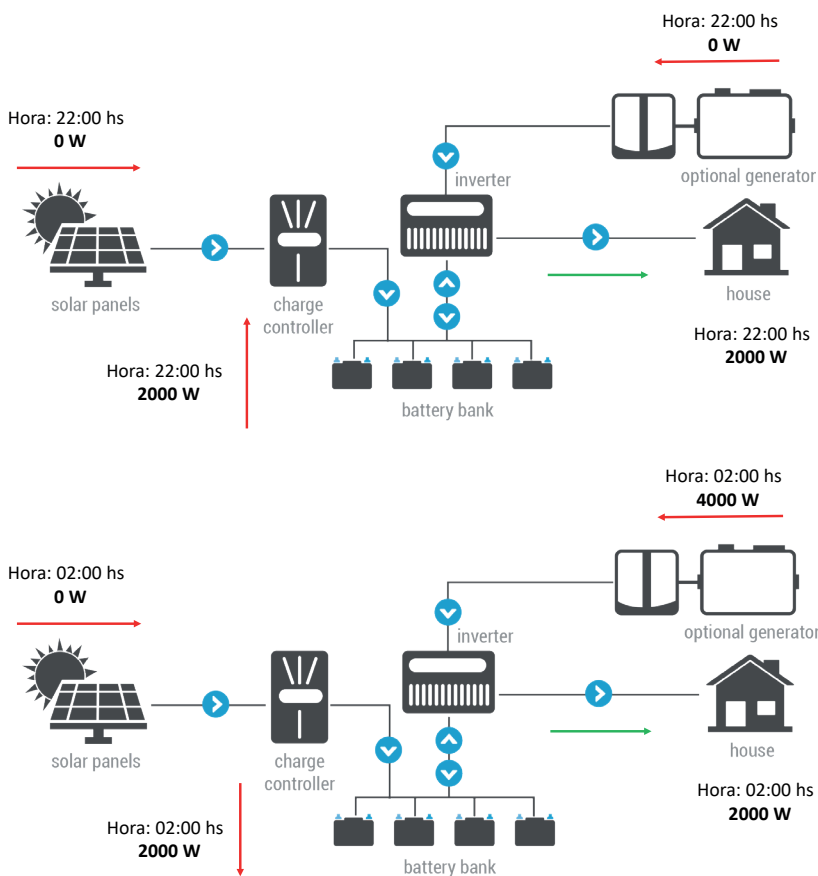 Hora: 22:00 hs
0 W
Hora: 22:00 hs
0 W
inverter
optional generator
solar panels
charge
controller
house
Hora: 22:00 hs
2000 W
Hora: 22:00 hs
2000 W
battery bank
Hora: 02:00 hs
4000 W
Hora: 02:00 hs
0 W
inverter
optional generator
solar panels
charge
controller
house
Hora: 02:00 hs
2000 W
Hora: 02:00 hs
2000 W
battery bank